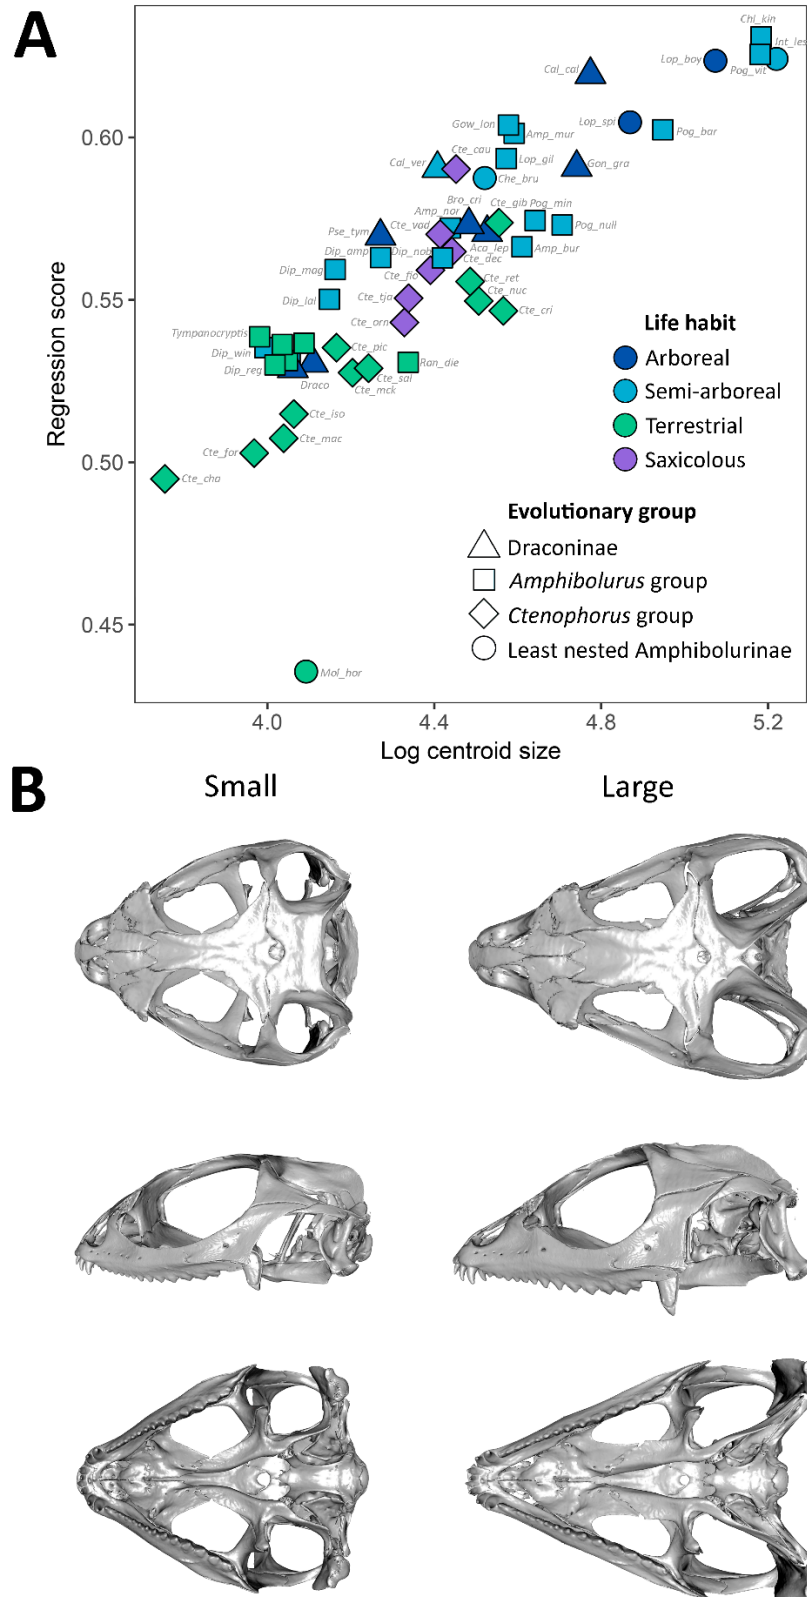 A
Chl_kin
Int_les
Lop_boy
Pog_vit
Cal_cal
Lop_spi
Pog_bar
Gow_lon
Amp_mur
Cte_cau
Lop_gil
Cal_ver
Che_bru
Gon_gra
Bro_cri
Cte_gib
Pog_min
Amp_nor
Cte_vad
Pog_null
Pse_tym
Aca_lep
Amp_bur
Dip_amp
Dip_nob
Cte_dec
Dip_mag
Cte_fio
Cte_ret
Cte_nuc
Dip_lal
Cte_tja
Cte_cri
Cte_orn
Tympanocryptis
Cte_pic
Dip_win
Ran_die
Dip_reg
Cte_sal
Draco
Cte_mck
Cte_iso
Cte_mac
Cte_for
Cte_cha
Mol_hor
0.60
0.55
0.50
0.45
Regression score
4.0
4.4
4.8
5.2
Log centroid size
Life habit
Arboreal
Semi-arboreal
Terrestrial
Saxicolous
Evolutionary group
Draconinae
Amphibolurus group
Ctenophorus group
Least nested Amphibolurinae
B
Small
Large